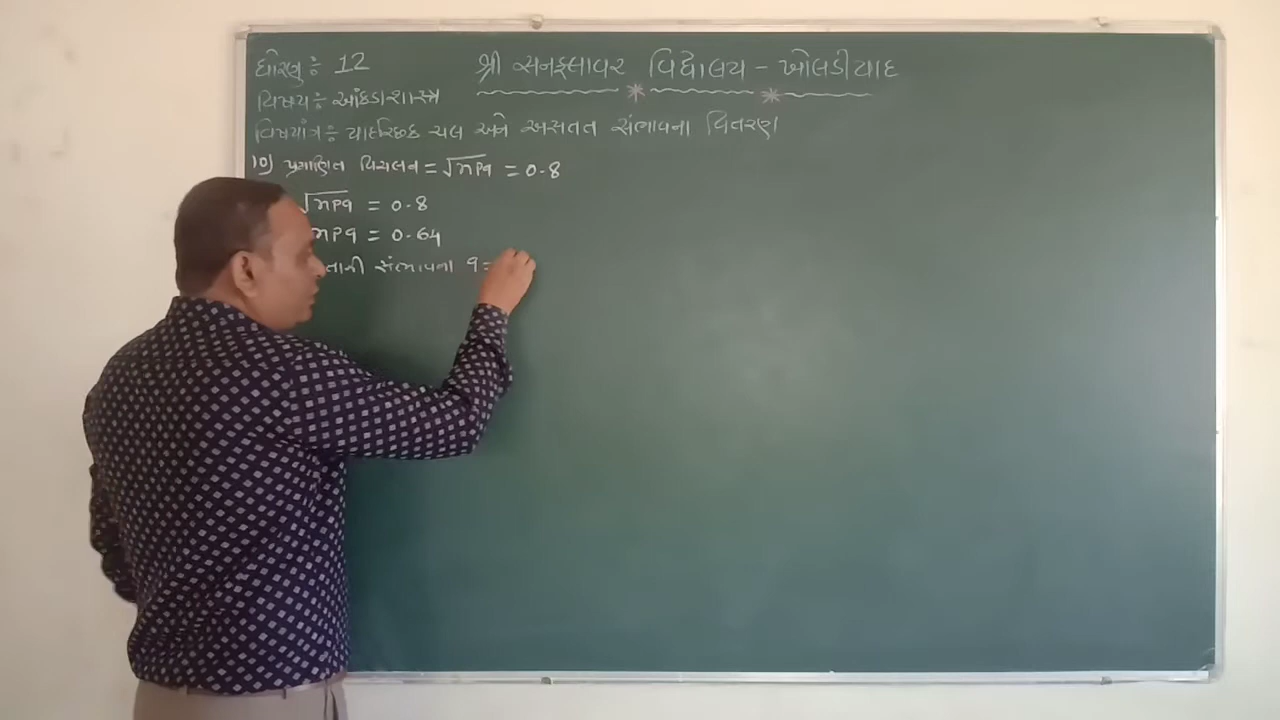 ધોરણ : 12
શ્રી સનફ્લાવર વિદ્યાલય - ખોલડીયાદ
વિષય : આંકડાશાસ્ત્ર
વિષયાંગ : યાદચ્છિક ચલ અને અસતત સંભાવના વિતરણ
10) પ્રમાણિત વિચલન = √npq = 0.8
√npq = 0.8
npq = 0.64
સંભાવના q =